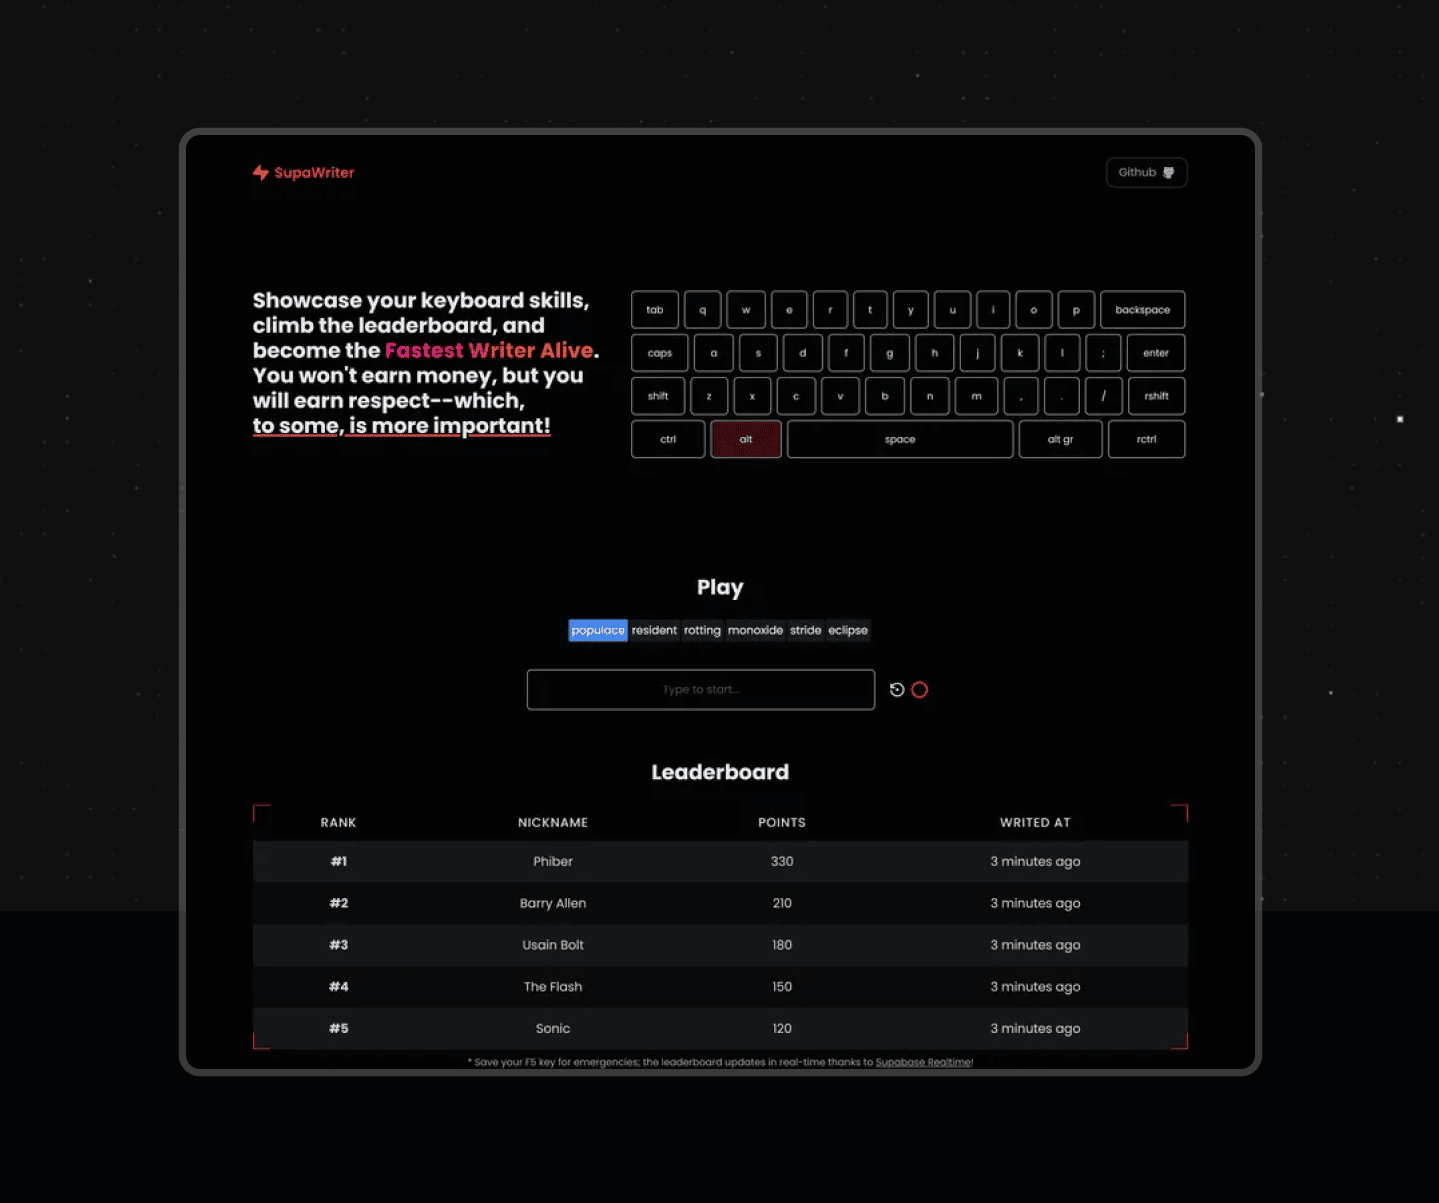 SupaWriter
Github
Showcase your keyboard skills,
climb the leaderboard, and
become the Fastest Writer Alive.
You won't earn money, but you
will earn respect--which,
to some, is more important!
tab q w e r t y u i o p backspace
caps a s d f g h j k l ; enter
shift z x c v b n m , . / rshift
ctrl alt space alt gr rctrl
Play
populace resident rotting monoxide stride eclipse
Type to start...
Leaderboard
RANK NICKNAME POINTS WRITED AT
#1 Phiber 330 3 minutes ago
#2 Barry Allen 210 3 minutes ago
#3 Usain Bolt 180 3 minutes ago
#4 The Flash 150 3 minutes ago
#5 Sonic 120 3 minutes ago
* Save your F5 key for emergencies; the leaderboard updates in real-time thanks to Supabase Realtime!